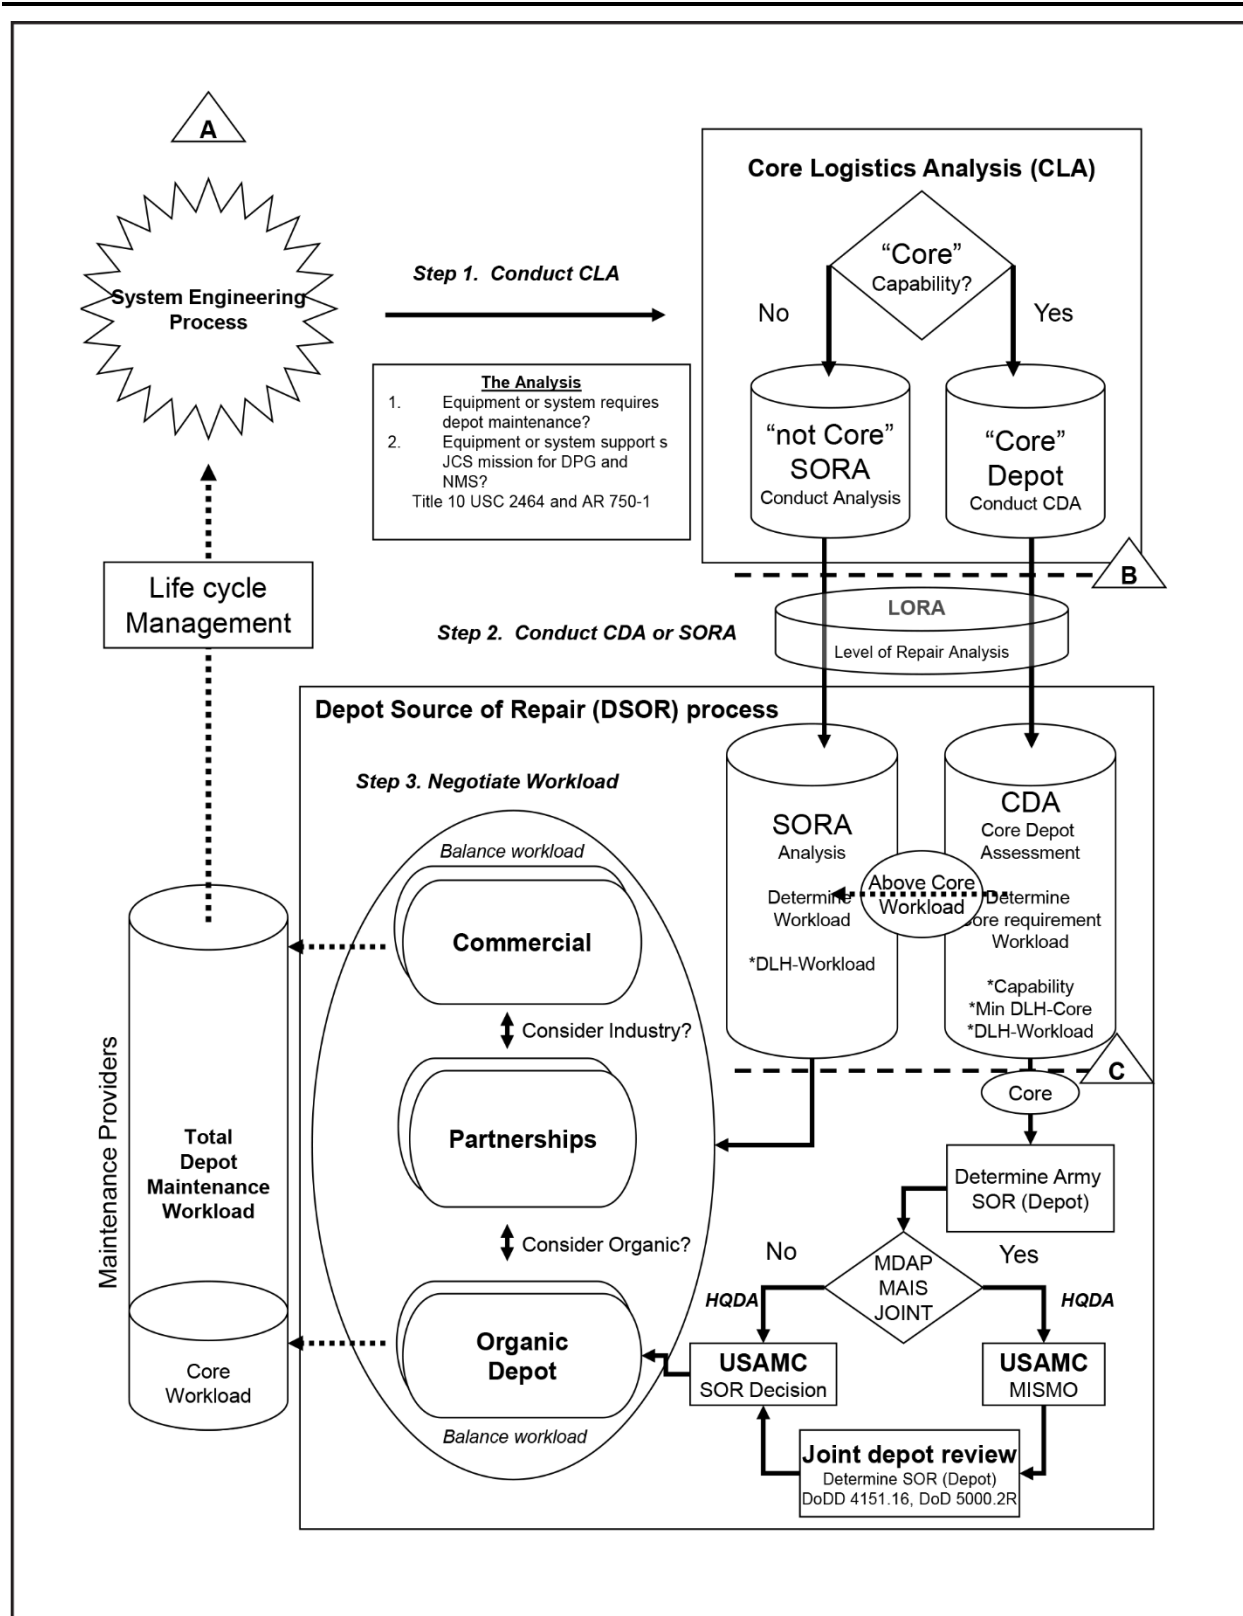 A
System Engineering
Process
Step 1.  Conduct CLA
The Analysis
1. Equipment or system requires
depot maintenance?
2. Equipment or system support s
JCS mission for DPG and
NMS?
Title 10 USC 2464 and AR 750-1
Core Logistics Analysis (CLA)
“Core”
Capability?
No
Yes
“not Core”
SORA
Conduct Analysis
“Core”
Depot
Conduct CDA
B
Life cycle
Management
Step 2.  Conduct CDA or SORA
LORA
Level of Repair Analysis
Depot Source of Repair (DSOR) process
Step 3. Negotiate Workload
SORA
Analysis
Determine
Workload
*DLH-Workload
Above Core
Workload
CDA
Core Depot
Assessment
Determine
ore requirement
Workload
*Capability
*Min DLH-Core
*DLH-Workload
C
Balance workload
Commercial
Consider Industry?
Partnerships
Consider Organic?
Organic
Depot
Balance workload
Maintenance Providers
Total
Depot
Maintenance
Workload
Core
Workload
Core
Determine Army
SOR (Depot)
No
Yes
MDAP
MAIS
JOINT
HQDA
HQDA
USAMC
SOR Decision
USAMC
MISMO
Joint depot review
Determine SOR (Depot)
DoDD 4151.16, DoD 5000.2R